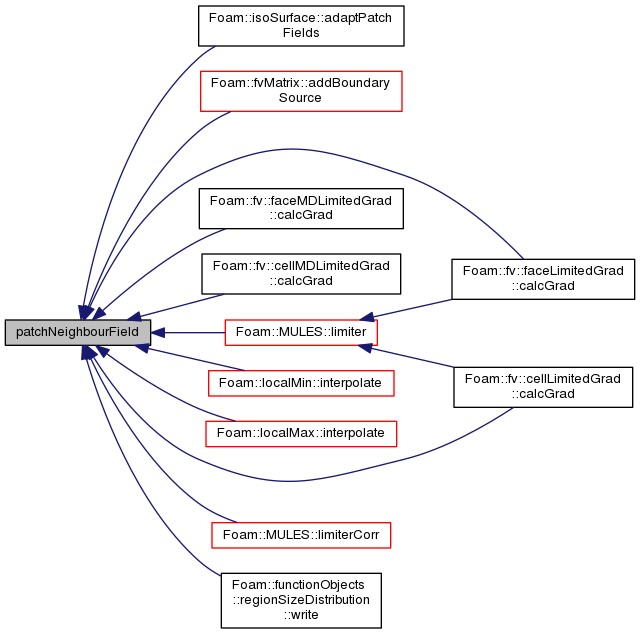 Foam::isoSurface::adaptPatch
Fields
Foam::fvMatrix::addBoundary
Source
Foam::fv::faceMDLimitedGrad
::calcGrad
Foam::fv::cellMDLimitedGrad
::calcGrad
Foam::fv::faceLimitedGrad
::calcGrad
patchNeighbourField
Foam::MULES::limiter
Foam::localMin::interpolate
Foam::fv::cellLimitedGrad
::calcGrad
Foam::localMax::interpolate
Foam::MULES::limiterCorr
Foam::functionObjects
::regionSizeDistribution
::write